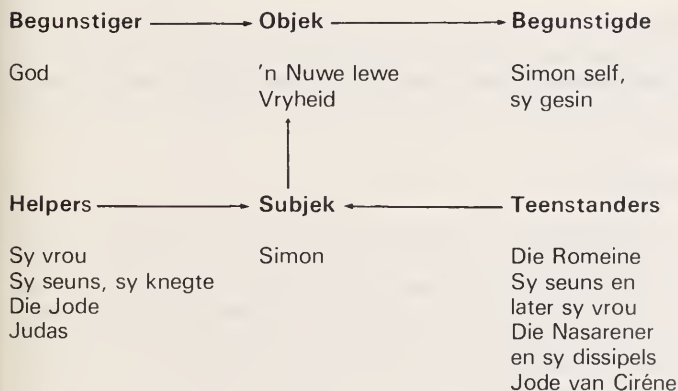 Begunstiger Objek Begunstigde
God 'n Nuwe lewe Simon self,
Vryheid sy gesin
Helpers Subjek Teenstanders
Sy vrou Simon Die Romeine
Sy seuns, sy knegte Sy seuns en
Die Jode later sy vrou
Judas Die Nasarener
en sy dissipels
Jode van Ciréne